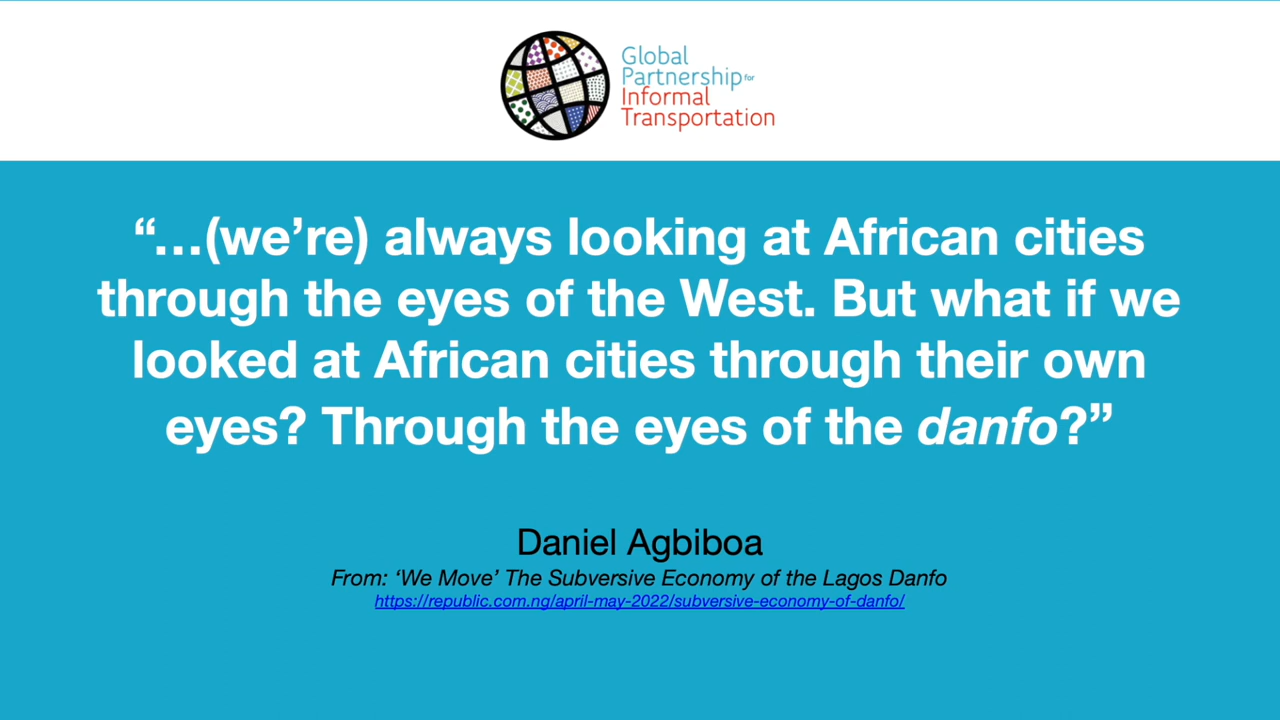 Global
Partnership for
Informal
Transportation
“…(we’re) always looking at African cities
through the eyes of the West. But what if we
looked at African cities through their own
eyes? Through the eyes of the danfo?”
Daniel Agbiboa
From: ‘We Move’ The Subversive Economy of the Lagos Danfo
https://republic.com.ng/april-may-2022/subversive-economy-of-danfo/